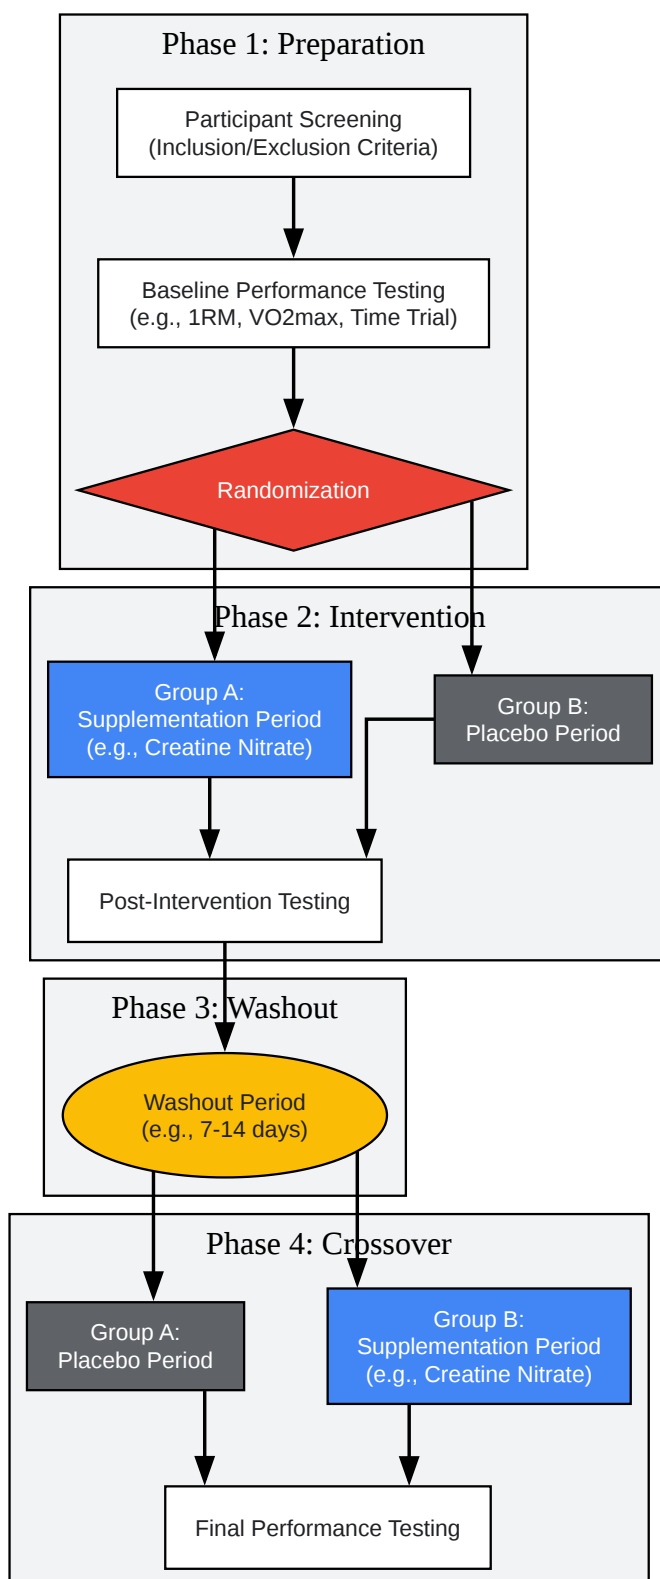 Phase 1: Preparation
Participant Screening
(Inclusion/Exclusion Criteria)
Baseline Performance Testing
(e.g., 1RM, VO2max, Time Trial)
Randomization
Phase 2: Intervention
Group A:
Supplementation Period
(e.g., Creatine Nitrate)
Group B:
Placebo Period
Post-Intervention Testing
Phase 3: Washout
Washout Period
(e.g., 7-14 days)
Phase 4: Crossover
Group A:
Placebo Period
Group B:
Supplementation Period
(e.g., Creatine Nitrate)
Final Performance Testing